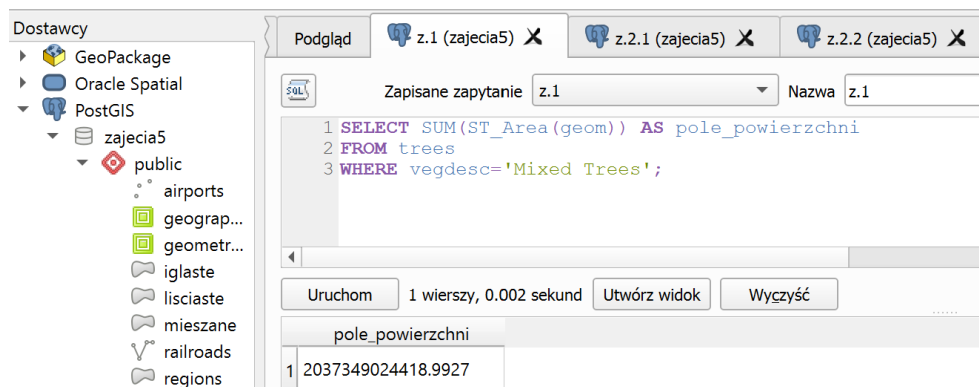 Dostawcy
GeoPackage
Oracle Spatial
PostGIS
zajecia5
public
airports
geograp...
geometr...
iglaste
lisciaste
mieszane
railroads
regions
Podgląd z.1 (zajecia5) z.2.1 (zajecia5) z.2.2 (zajecia5)
SQL Zapisane zapytanie z.1 Nazwa z.1
1 SELECT SUM(ST_Area(geom)) AS pole_powierzchni
2 FROM trees
3 WHERE vegdesc='Mixed Trees';
Uruchom 1 wierszy, 0.002 sekund Utwórz widok Wyczyść
pole_powierzchni
1 2037349024418.9927